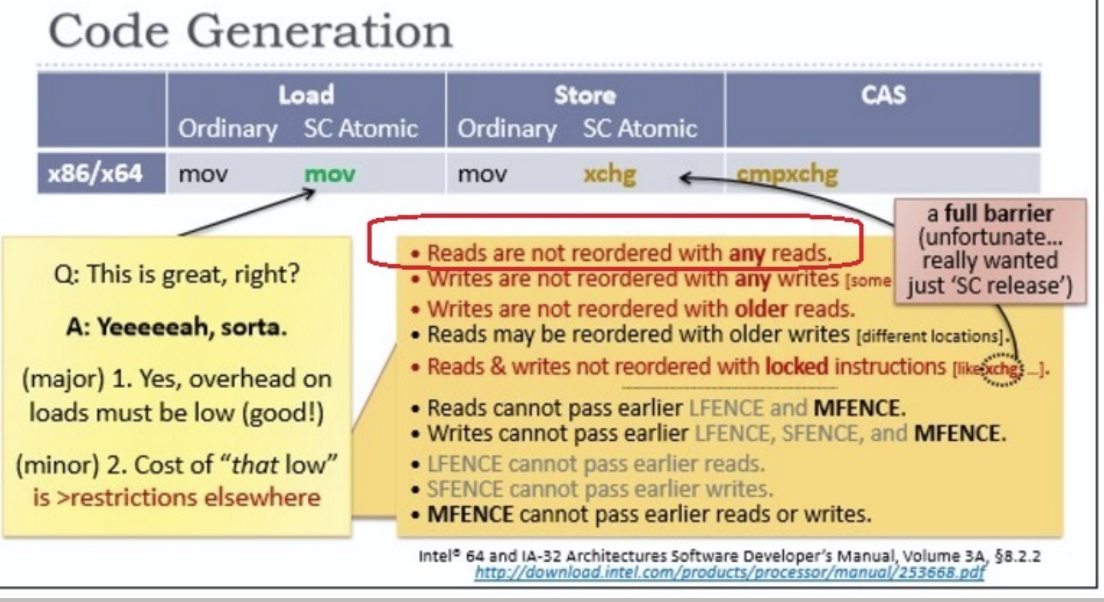 Code Generation
Load Store CAS
Ordinary SC Atomic Ordinary SC Atomic
x86/x64 mov mov mov xchg cmpxchg
a full barrier
(unfortunate...
really wanted
just ‘SC release’)
Q: This is great, right?
A: Yeeeeeah, sorta.
(major) 1. Yes, overhead on
loads must be low (good!)
(minor) 2. Cost of “that low”
is >restrictions elsewhere
• Reads are not reordered with any reads.
• Writes are not reordered with any writes [some
• Writes are not reordered with older reads.
• Reads may be reordered with older writes [different locations].
• Reads & writes not reordered with locked instructions [like xchg, ...].
• Reads cannot pass earlier LFENCE and MFENCE.
• Writes cannot pass earlier LFENCE, SFENCE, and MFENCE.
• LFENCE cannot pass earlier reads.
• SFENCE cannot pass earlier writes.
• MFENCE cannot pass earlier reads or writes.
Intel® 64 and IA-32 Architectures Software Developer’s Manual, Volume 3A, §8.2.2
http://download.intel.com/products/processor/manual/253668.pdf